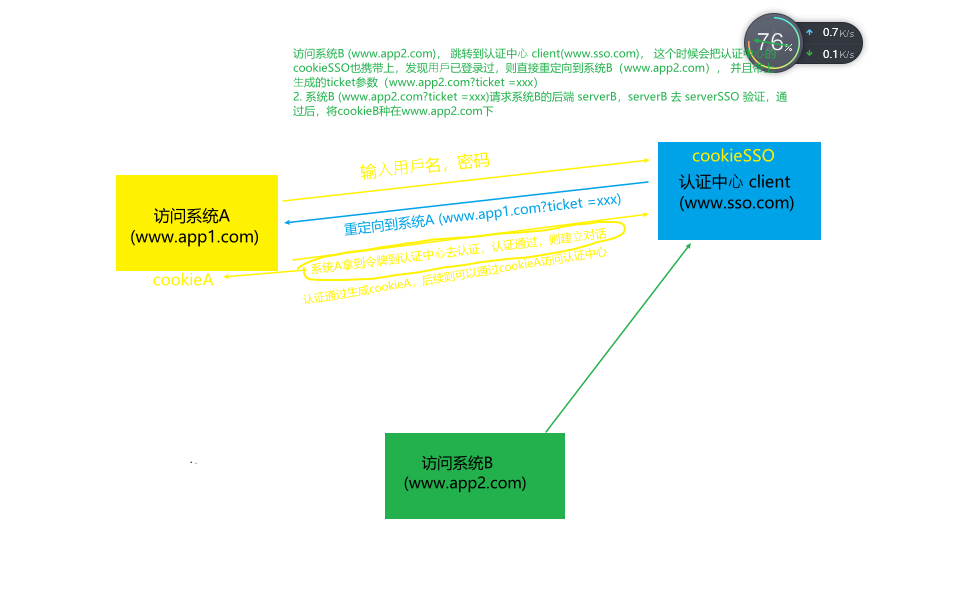 访问系统B (www.app2.com)， 跳转到认证中心 client(www.sso.com)， 这个时候会把认证中心的
cookieSSO也携带上，发现用戶已登录过，则直接重定向到系统B（www.app2.com）， 并且带上
生成的ticket参数（www.app2.com?ticket =xxx）
2. 系统B (www.app2.com?ticket =xxx)请求系统B的后端 serverB，serverB 去 serverSSO 验证，通
过后，将cookieB种在www.app2.com下
76%
0.7K/s
0.1K/s
输入用戶名，密码
cookieSSO
认证中心 client
(www.sso.com)
访问系统A
(www.app1.com)
重定向到系统A (www.app1.com?ticket =xxx)
系统A拿到令牌到认证中心去认证，认证通过，则建立对话
cookieA
认证通过生成cookieA，后续则可以通过cookieA访问认证中心
访问系统B
(www.app2.com)